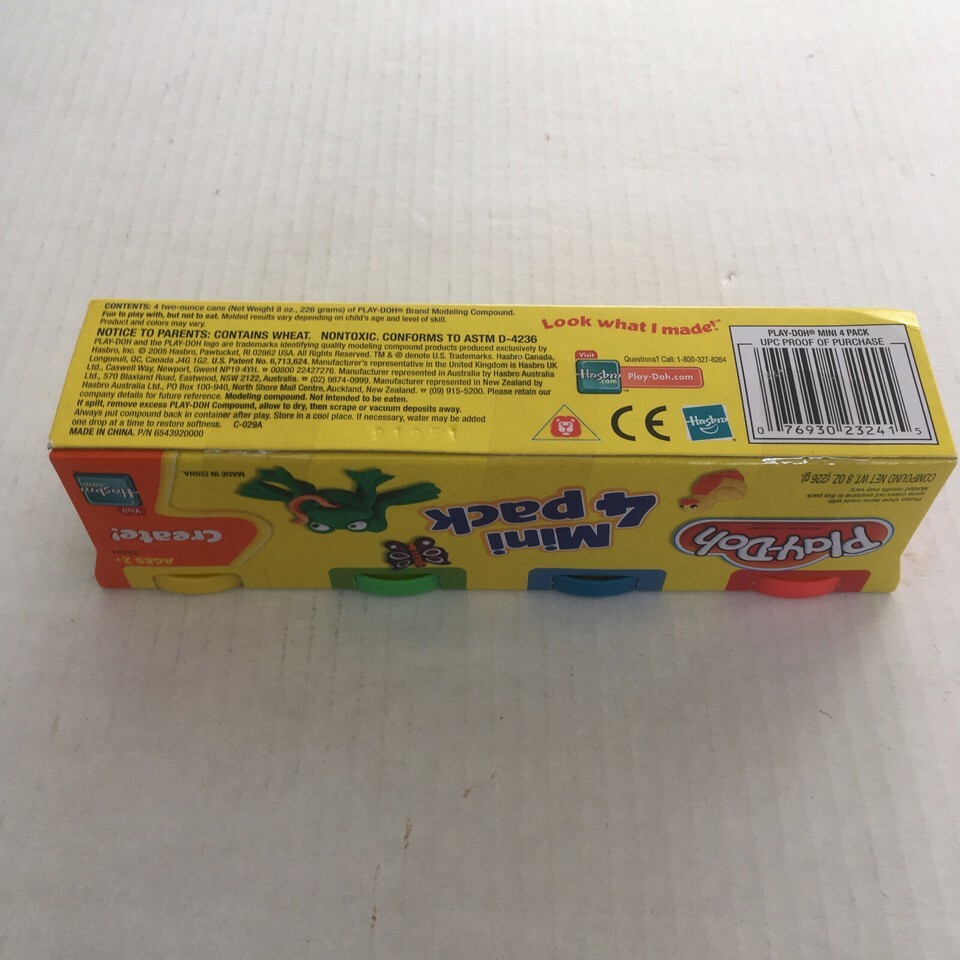 CONTENTS: 4 two-ounce cans (Net Weight 8 oz., 226 grams) of PLAY-DOH® Brand Modeling Compound.
Fun to play with, but not to eat. Molded results vary depending on child's age and level of skill.
Product and colors may vary.
NOTICE TO PARENTS: CONTAINS WHEAT. NONTOXIC. CONFORMS TO ASTM D-4236
PLAY-DOH and the PLAY-DOH logo are trademarks identifying quality modeling compound products produced exclusively by
Hasbro, Inc. © 2005 Hasbro, Pawtucket, RI 02862 USA. All Rights Reserved. TM & ® denote U.S. Trademarks. Hasbro Canada,
Longueuil, QC, Canada J4G 1G2. U.S. Patent No. 6,713,624. Manufacturer's representative in the United Kingdom is Hasbro UK
Ltd., Caswell Way, Newport, Gwent NP19 4YH. ☎ 00800 22427276. Manufacturer represented in Australia by Hasbro Australia
Ltd., 570 Blaxland Road, Eastwood, NSW 2122, Australia. ☎ (02) 9874-0999. Manufacturer represented in New Zealand by
Hasbro Australia Ltd., PO Box 100-940, North Shore Mail Centre, Auckland, New Zealand. ☎ (09) 915-5200. Please retain our
company details for future reference. Modeling compound. Not intended to be eaten.
If spill, remove excess PLAY-DOH Compound, allow to dry, then scrape or vacuum deposits away.
Always put compound back in container after play. Store in a cool place. If necessary, water may be added
one drop at a time to restore softness. C-029A
MADE IN CHINA. P/N 6543920000
Look what I made!™
Visit
Hasbro
.com
Play-Doh.com
Questions? Call: 1-800-327-8264
CE
Hasbro
PLAY-DOH® MINI 4 PACK
UPC PROOF OF PURCHASE
0 76930 23241 5
Play-Doh
Mini
4 pack
COMPOUND NET WT. 8 OZ. (226 g)
MADE IN CHINA.
Create!
AGES 2+
23241
Visit
Hasbro
.com